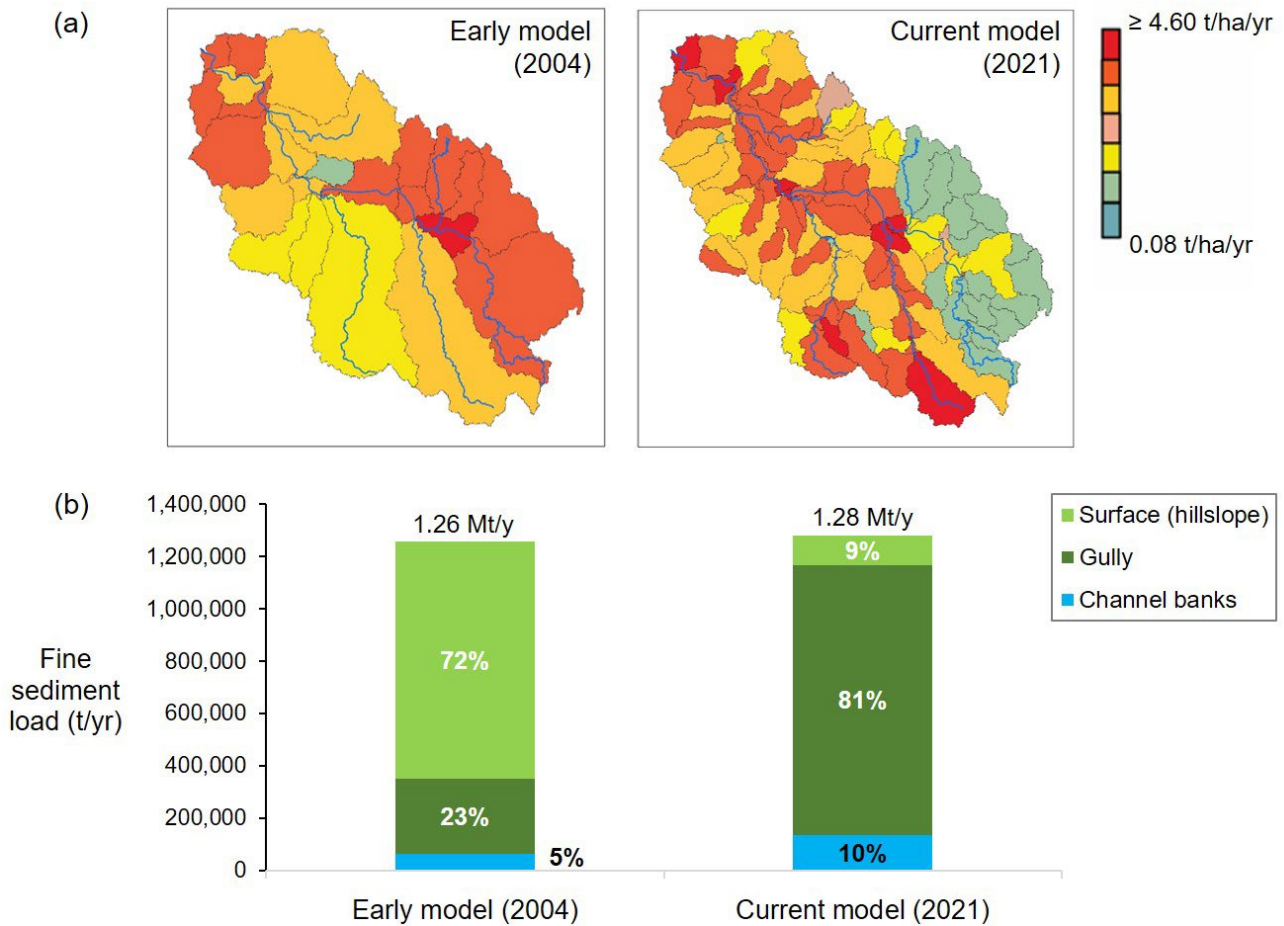 (a)
Early model
(2004)
Current model
(2021)
≥ 4.60 t/ha/yr
0.08 t/ha/yr
(b)
1,400,000
1,200,000
1,000,000
800,000
600,000
400,000
200,000
0
Fine
sediment
load (t/yr)
1.26 Mt/y
72%
23%
5%
1.28 Mt/y
9%
81%
10%
Surface (hillslope)
Gully
Channel banks
Early model (2004)
Current model (2021)